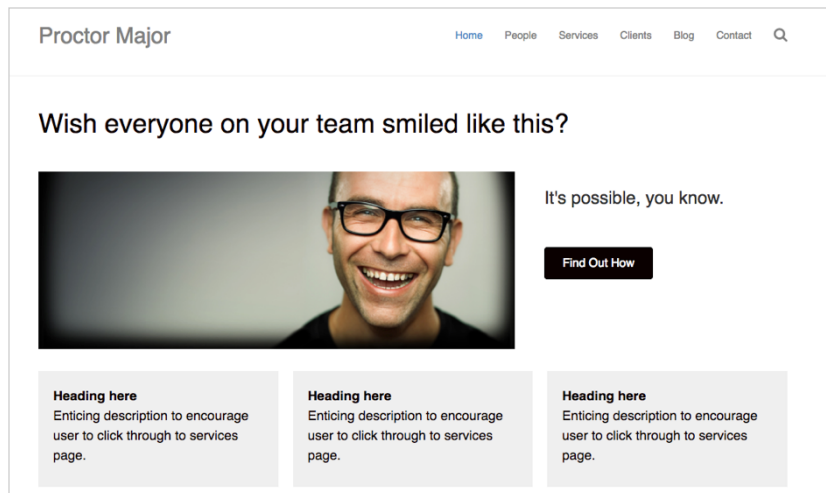 Proctor Major
Home People Services Clients Blog Contact
Wish everyone on your team smiled like this?
It's possible, you know.
Find Out How
Heading here
Enticing description to encourage
user to click through to services
page.
Heading here
Enticing description to encourage
user to click through to services
page.
Heading here
Enticing description to encourage
user to click through to services
page.